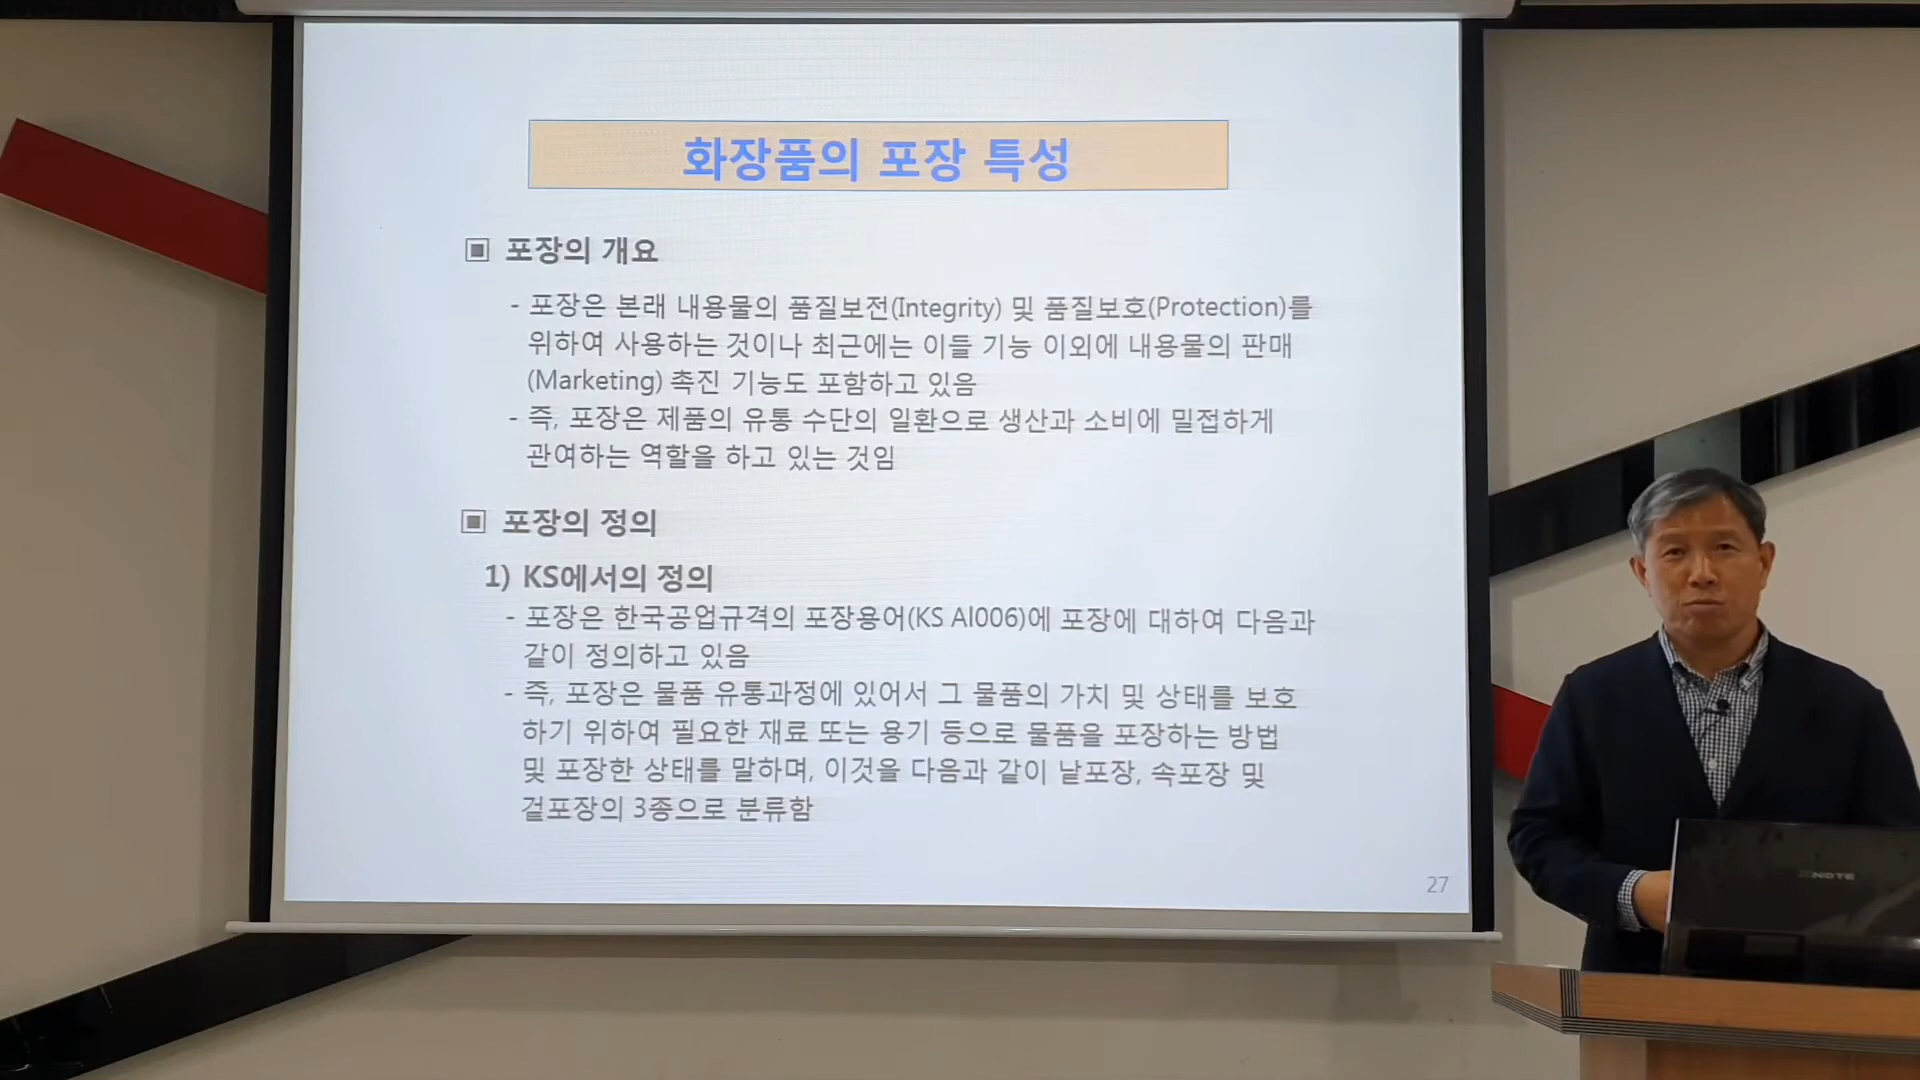 화장품의 포장 특성
▣ 포장의 개요
- 포장은 본래 내용물의 품질보전(Integrity) 및 품질보호(Protection)를
위하여 사용하는 것이나 최근에는 이들 기능 이외에 내용물의 판매
(Marketing) 촉진 기능도 포함하고 있음
- 즉, 포장은 제품의 유통 수단의 일환으로 생산과 소비에 밀접하게
관여하는 역할을 하고 있는 것임
▣ 포장의 정의
1) KS에서의 정의
- 포장은 한국공업규격의 포장용어(KS Al006)에 포장에 대하여 다음과
같이 정의하고 있음
- 즉, 포장은 물품 유통과정에 있어서 그 물품의 가치 및 상태를 보호
하기 위하여 필요한 재료 또는 용기 등으로 물품을 포장하는 방법
및 포장한 상태를 말하며, 이것을 다음과 같이 낱포장, 속포장 및
겉포장의 3종으로 분류함
27
XNOTE